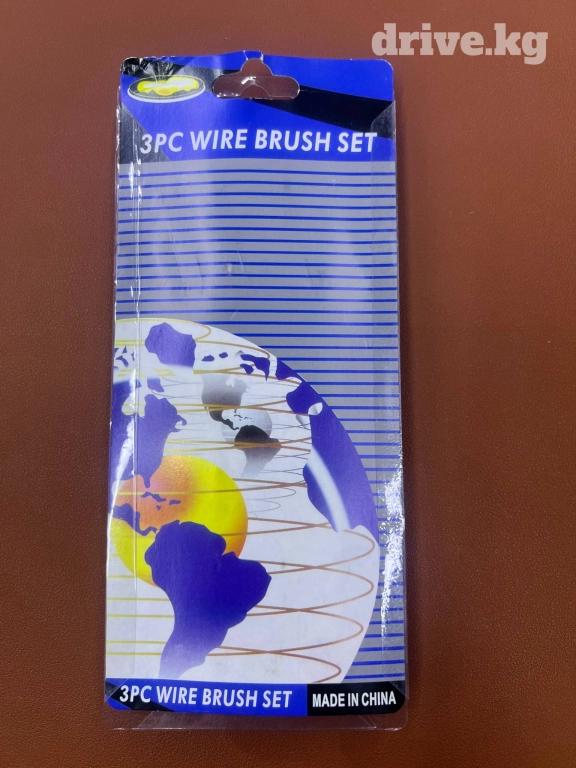 drive.kg
3PC WIRE BRUSH SET
3PC WIRE BRUSH SET
MADE IN CHINA